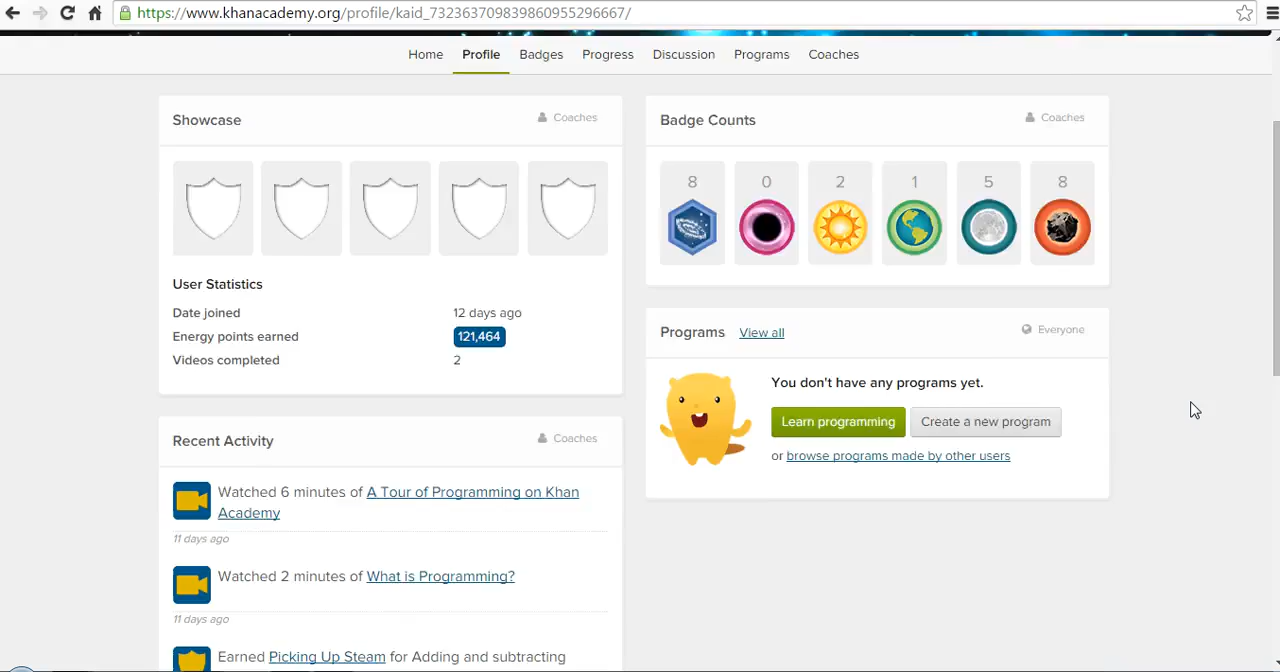 https://www.khanacademy.org/profile/kaid_732363709839860955296667/
Home Profile Badges Progress Discussion Programs Coaches
Showcase
Coaches
User Statistics
Date joined 12 days ago
Energy points earned 121,464
Videos completed 2
Recent Activity
Coaches
Watched 6 minutes of A Tour of Programming on Khan
Academy
11 days ago
Watched 2 minutes of What is Programming?
11 days ago
Earned Picking Up Steam for Adding and subtracting
Badge Counts
Coaches
8 0 2 1 5 8
Programs View all
Everyone
You don't have any programs yet.
Learn programming Create a new program
or browse programs made by other users